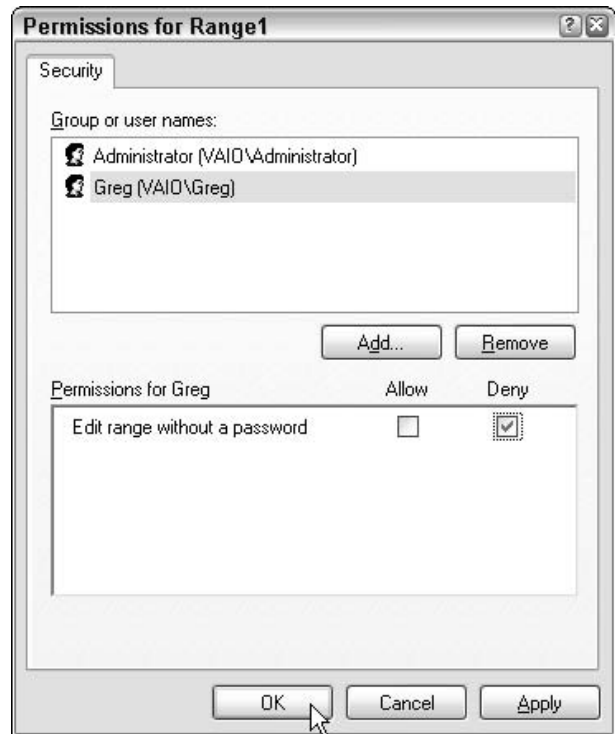 Permissions for Range1
Security
Group or user names:
Administrator (VAIO\Administrator)
Greg (VAIO\Greg)
Add... Remove
Permissions for Greg Allow Deny
Edit range without a password
OK Cancel Apply